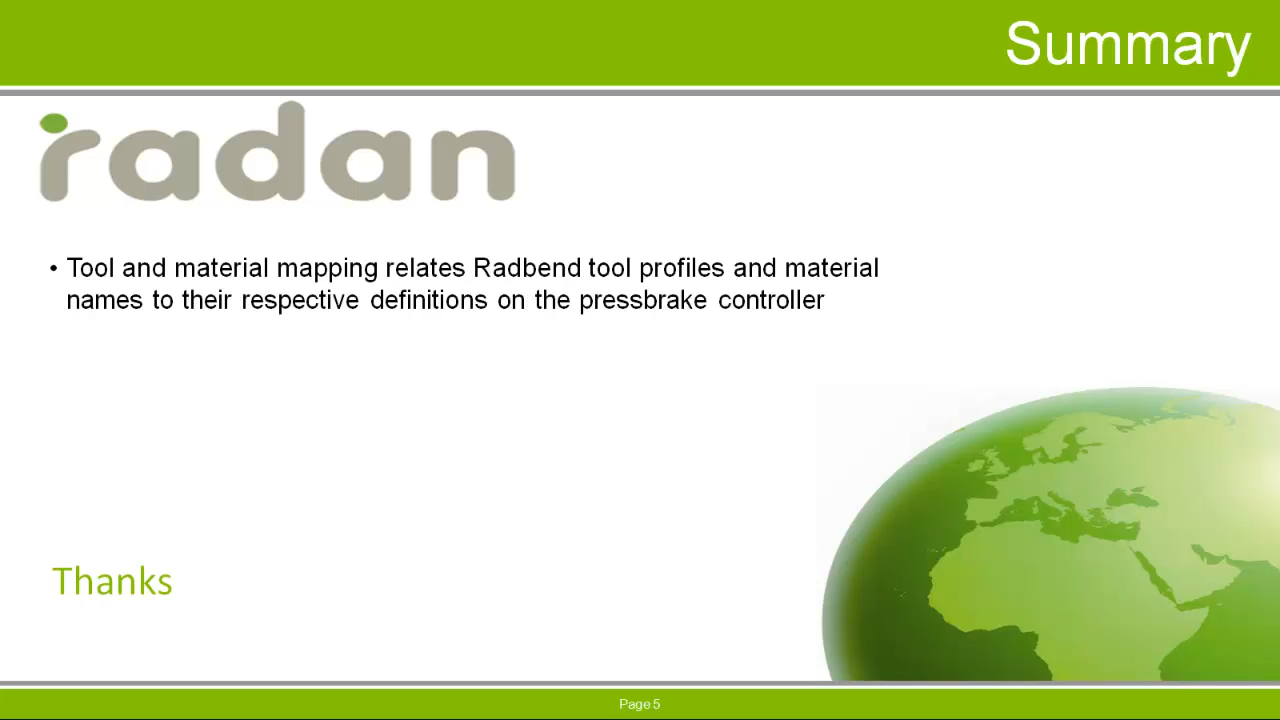 Summary
radan
• Tool and material mapping relates Radbend tool profiles and material
names to their respective definitions on the pressbrake controller
Thanks
Page 5